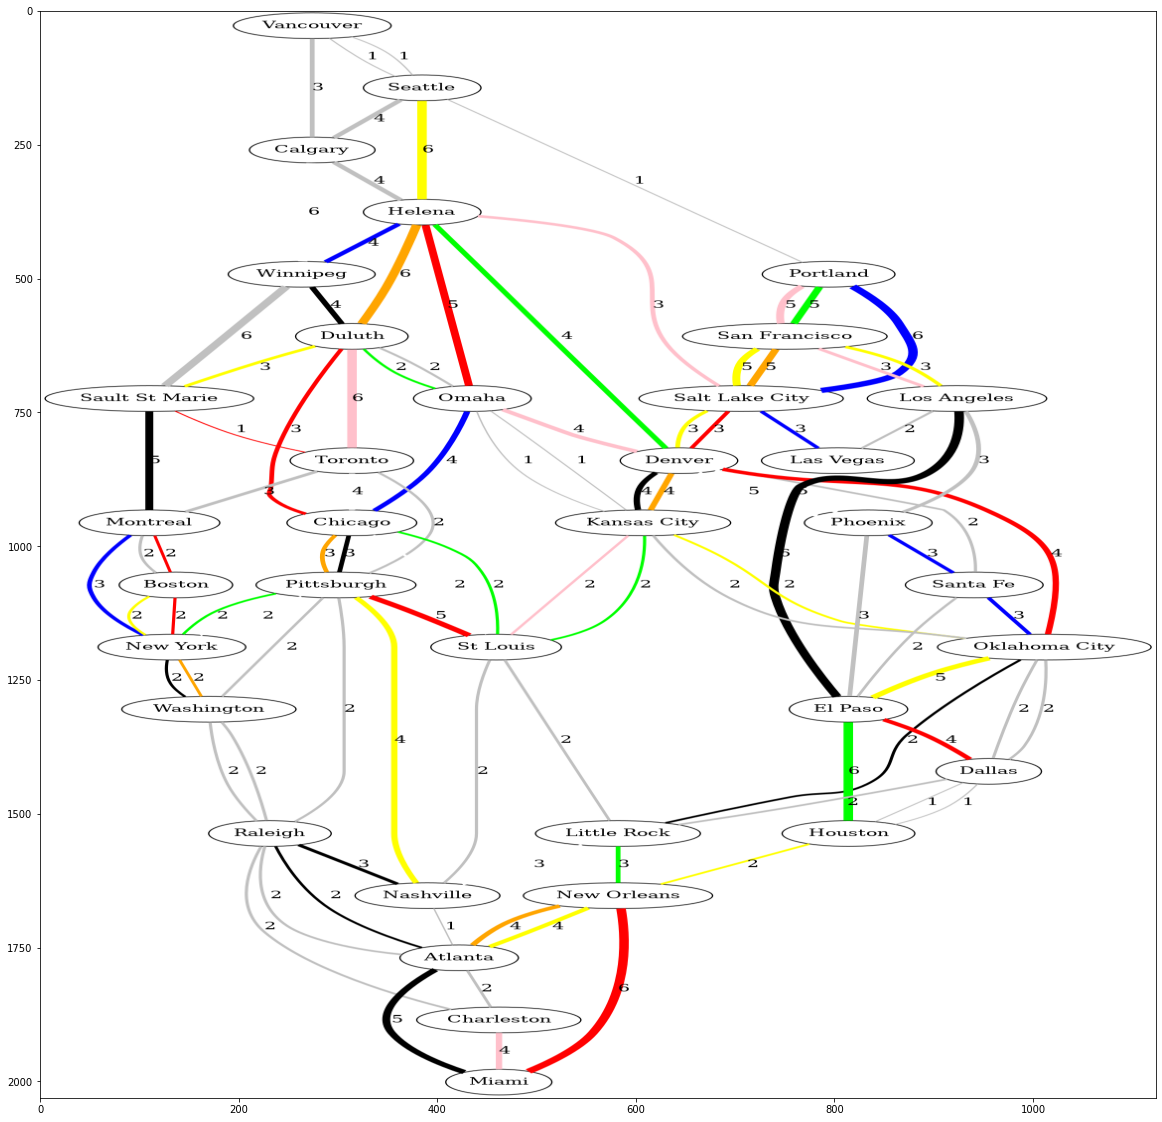 0
Vancouver
1 1
3
Seattle
4
250
Calgary
6
4
1
6
Helena
4
500
Winnipeg
Portland
6
4
5
3
5 5
6
4
Duluth
San Francisco
6
3
2 2
5 5
3 3
750
Sault St Marie
Omaha
Salt Lake City
Los Angeles
6
1
3
4
3 3
3
2
5
Toronto
4
1
1
Denver
Las Vegas
3
3
4
4 4
5
5
2
1000
Montreal
Chicago
2
Kansas City
Phoenix
2 2
3 3
3
4
3
Boston
Pittsburgh
2 2
2
2
2
2
6
Santa Fe
2 2
2 2
5
3
3
New York
St Louis
Oklahoma City
2
2
1250
2 2
5
Washington
2
El Paso
2 2
4
2
2
4
2 2
2
6
Dallas
2
1 1
1500
Raleigh
Little Rock
Houston
3
3
3
2
2
2
Nashville
New Orleans
2
1
4
4
1750
Atlanta
2
6
5
Charleston
4
2000
Miami
0
200
400
600
800
1000